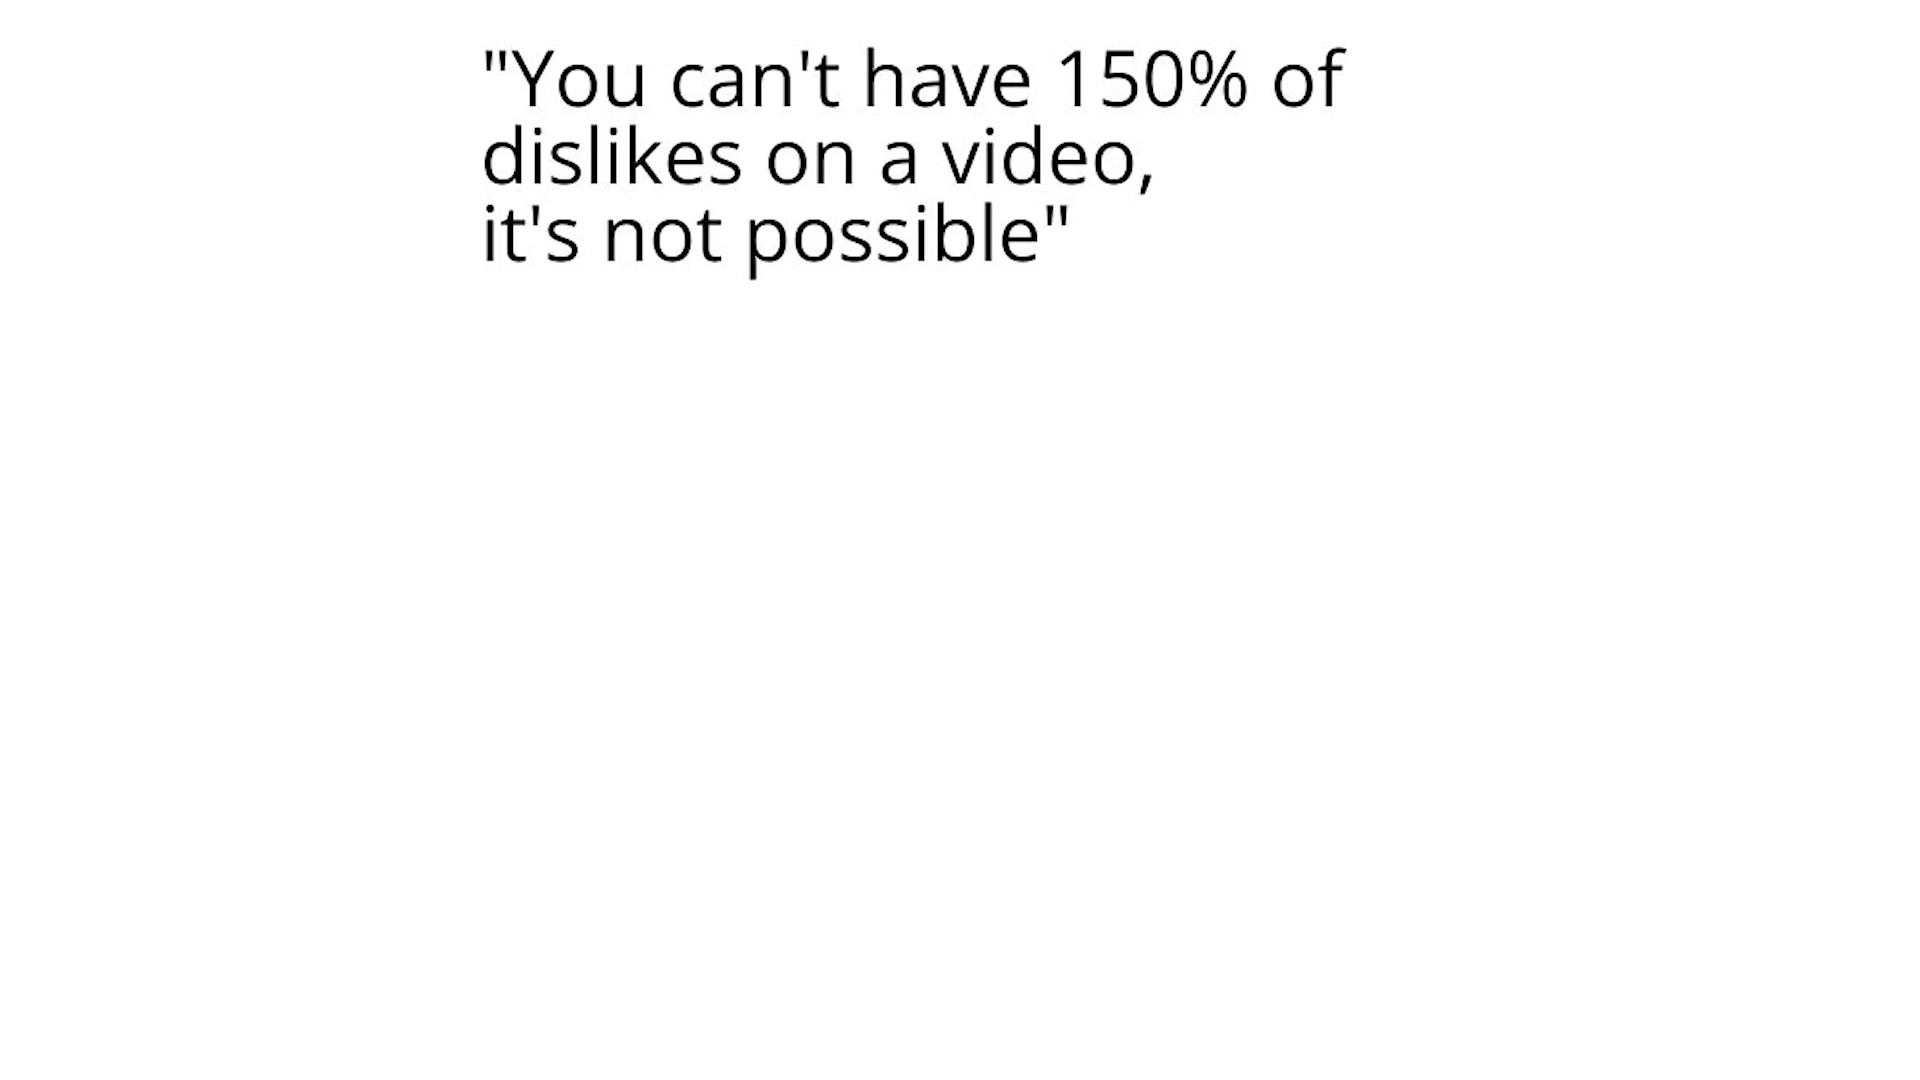 "You can't have 150% of
dislikes on a video,
it's not possible"